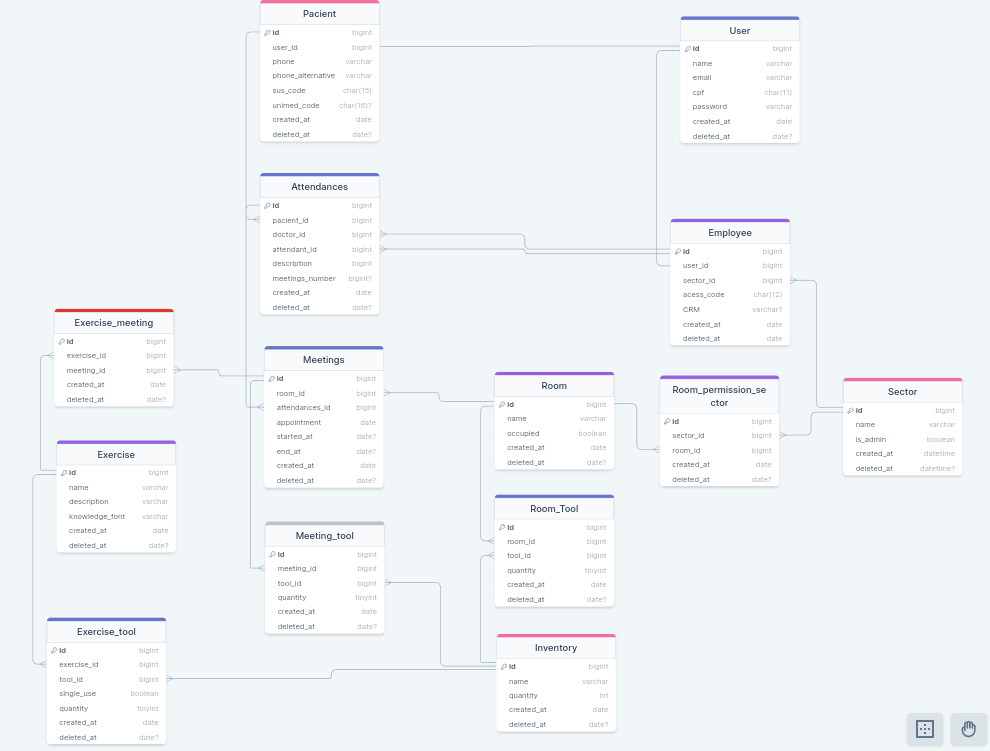 Pacient
id bigint
user_id bigint
phone varchar
phone_alternative varchar
sus_code char(15)
unimed_code char(16)?
created_at date
deleted_at date?
User
id bigint
name varchar
email varchar
cpf char(11)
password varchar
created_at date
deleted_at date?
Attendances
id bigint
pacient_id bigint
doctor_id bigint
attendant_id bigint
description bigint
meetings_number bigint?
created_at date
deleted_at date?
Employee
id bigint
user_id bigint
sector_id bigint
acess_code char(12)
CRM varchar?
created_at date
deleted_at date
Exercise_meeting
id bigint
exercise_id bigint
meeting_id bigint
created_at date
deleted_at date?
Meetings
id bigint
room_id bigint
attendances_id bigint
appointment date
started_at date?
end_at date?
created_at date
deleted_at date?
Room
id bigint
name varchar
occupied boolean
created_at date
deleted_at date?
Room_permission_se
ctor
id bigint
sector_id bigint
room_id bigint
created_at date
deleted_at date?
Sector
id bigint
name varchar
is_admin boolean
created_at datetime
deleted_at datetime?
Exercise
id bigint
name varchar
description varchar
knowledge_font varchar
created_at date
deleted_at date?
Room_Tool
id bigint
room_id bigint
tool_id bigint
quantity tinyint
created_at date
deleted_at date?
Meeting_tool
id bigint
meeting_id bigint
tool_id bigint
quantity tinyint
created_at date
deleted_at date?
Exercise_tool
id bigint
exercise_id bigint
tool_id bigint
single_use boolean
quantity tinyint
created_at date
deleted_at date?
Inventory
id bigint
name varchar
quantity int
created_at date
deleted_at date?